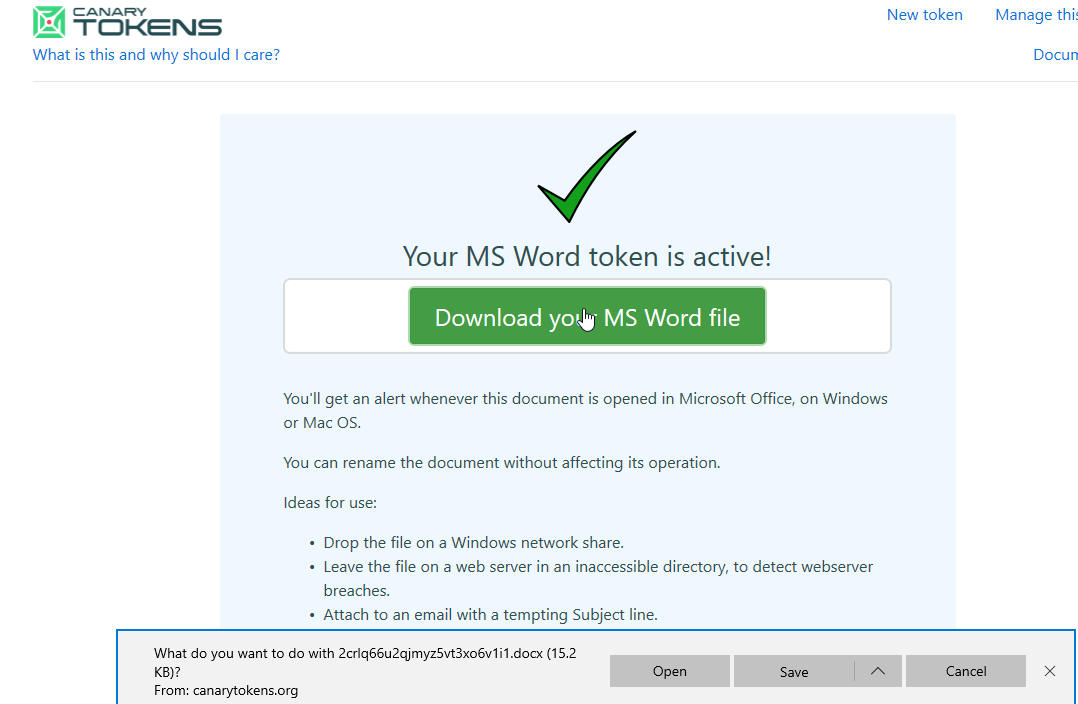 CANARY
TOKENS
New token
Manage this
What is this and why should I care?
Docum
Your MS Word token is active!
Download your MS Word file
You'll get an alert whenever this document is opened in Microsoft Office, on Windows
or Mac OS.
You can rename the document without affecting its operation.
Ideas for use:
• Drop the file on a Windows network share.
• Leave the file on a web server in an inaccessible directory, to detect webserver
breaches.
• Attach to an email with a tempting Subject line.
What do you want to do with 2crlq66u2qjmyz5vt3xo6v1i1.docx (15.2
KB)?
From: canarytokens.org
Open
Save
Cancel